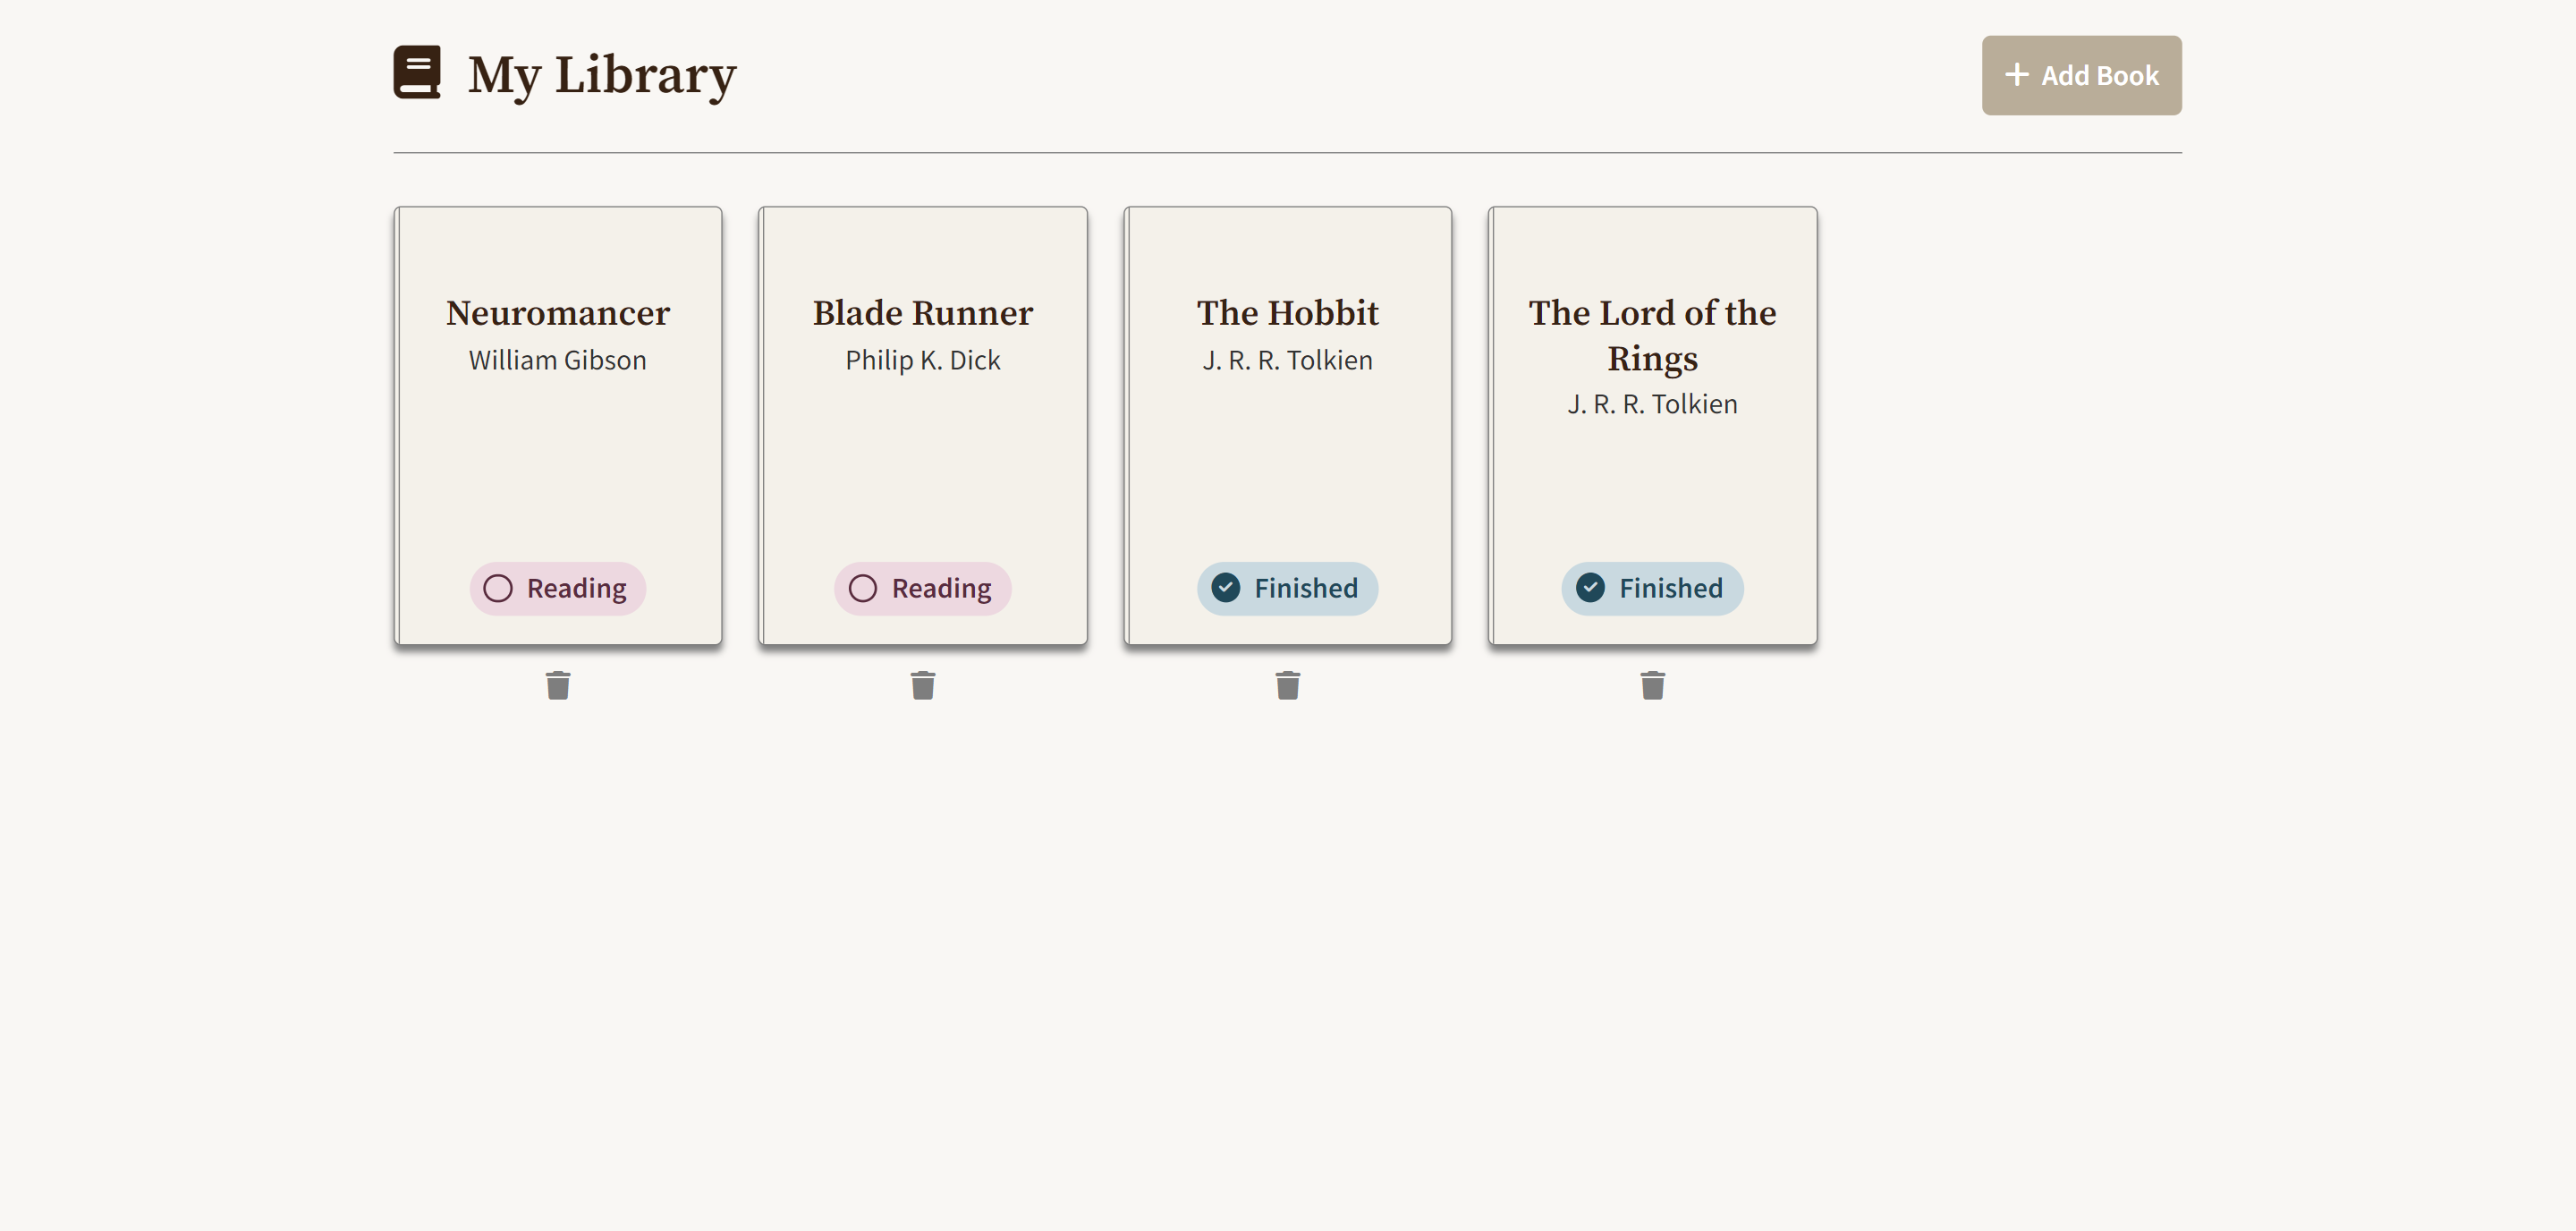 My Library
Add Book
Neuromancer
William Gibson
Reading
Blade Runner
Philip K. Dick
Reading
The Hobbit
J. R. R. Tolkien
Finished
The Lord of the
Rings
J. R. R. Tolkien
Finished